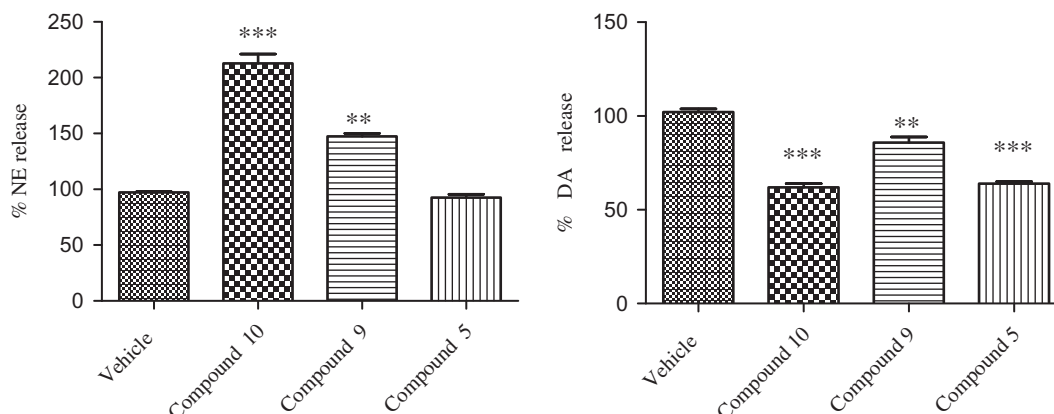 250
200
150
100
50
0
% NE release
***
**
Vehicle
Compound 10
Compound 9
Compound 5
150
100
50
0
% DA release
***
**
***
Vehicle
Compound 10
Compound 9
Compound 5